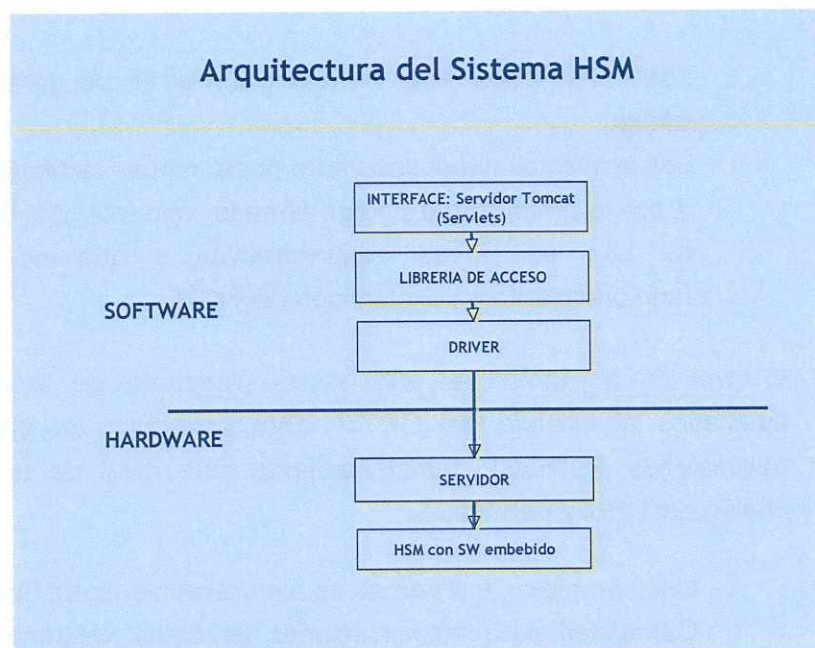 Arquitectura del Sistema HSM
INTERFACE: Servidor Tomcat
(Servlets)
LIBRERIA DE ACCESO
SOFTWARE
DRIVER
HARDWARE
SERVIDOR
HSM con SW embebido